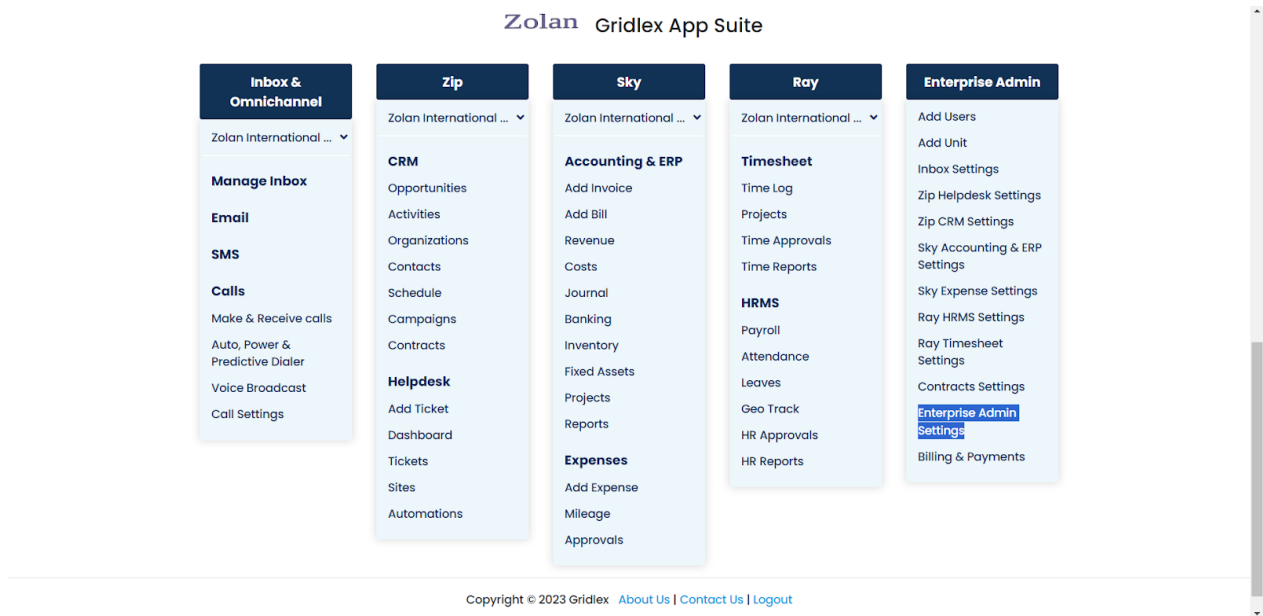 Zolan Gridlex App Suite
Inbox &
Omnichannel
Zolan International ...
Manage Inbox
Email
SMS
Calls
Make & Receive calls
Auto, Power &
Predictive Dialer
Voice Broadcast
Call Settings
Zip
Zolan International ...
CRM
Opportunities
Activities
Organizations
Contacts
Schedule
Campaigns
Contracts
Helpdesk
Add Ticket
Dashboard
Tickets
Sites
Automations
Sky
Zolan International ...
Accounting & ERP
Add Invoice
Add Bill
Revenue
Costs
Journal
Banking
Inventory
Fixed Assets
Projects
Reports
Expenses
Add Expense
Mileage
Approvals
Ray
Zolan International ...
Timesheet
Time Log
Projects
Time Approvals
Time Reports
HRMS
Payroll
Attendance
Leaves
Geo Track
HR Approvals
HR Reports
Enterprise Admin
Add Users
Add Unit
Inbox Settings
Zip Helpdesk Settings
Zip CRM Settings
Sky Accounting & ERP
Settings
Sky Expense Settings
Ray HRMS Settings
Ray Timesheet
Settings
Contracts Settings
Enterprise Admin
Settings
Billing & Payments
Copyright © 2023 Gridlex About Us | Contact Us | Logout